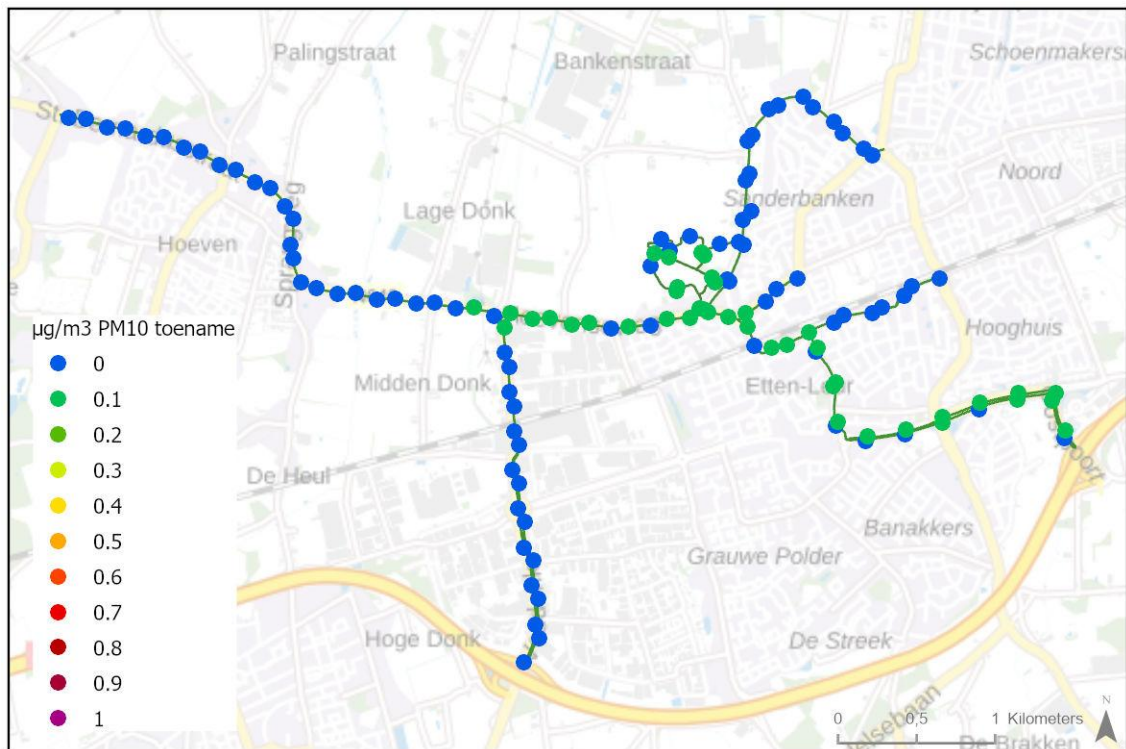 Palingstraat
Bankenstraat
Schoenmakers
St. B
Noord
Sanderbanken
Lage Donk
Hoeven
µg/m3 PM10 toename
0
0.1
0.2
0.3
0.4
0.5
0.6
0.7
0.8
0.9
1
Hooghuis
Midden Donk
Etten-Leur
De Heul
Banakkers
Grauwe Polder
Hoge Donk
De Streek
N
0 0.5 1 Kilometers
De Brakken